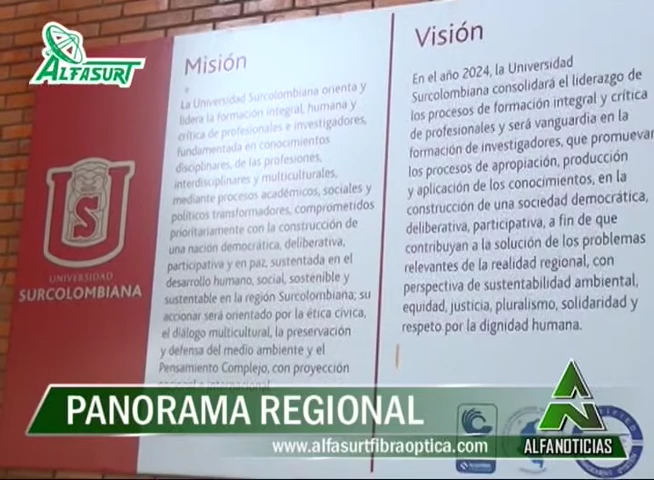 ALFASURT
Misión
La Universidad Surcolombiana orienta y
lidera la formación integral, humana y
crítica de profesionales e investigadores,
fundamentada en conocimientos
disciplinares, de las profesiones,
interdisciplinares y multiculturales,
mediante procesos académicos, sociales y
políticos transformadores, comprometidos
prioritariamente con la construcción de
una nación democrática, deliberativa,
participativa y en paz, sustentada en el
desarrollo humano, social, sostenible y
sustentable en la región Surcolombiana; su
accionar será orientado por la ética cívica,
el diálogo multicultural, la preservación
y defensa del medio ambiente y el
Pensamiento Complejo, con proyección
Visión
En el año 2024, la Universidad
Surcolombiana consolidará el liderazgo de
los procesos de formación integral y crítica
de profesionales y será vanguardia en la
formación de investigadores, que promuevan
los procesos de apropiación, producción
y aplicación de los conocimientos, en la
construcción de una sociedad democrática,
deliberativa, participativa, a fin de que
contribuyan a la solución de los problemas
relevantes de la realidad regional, con
perspectiva de sustentabilidad ambiental,
equidad, justicia, pluralismo, solidaridad y
respeto por la dignidad humana.
UNIVERSIDAD
SURCOLOMBIANA
PANORAMA REGIONAL
www.alfasurtfibraoptica.com
ALFANOTICIAS